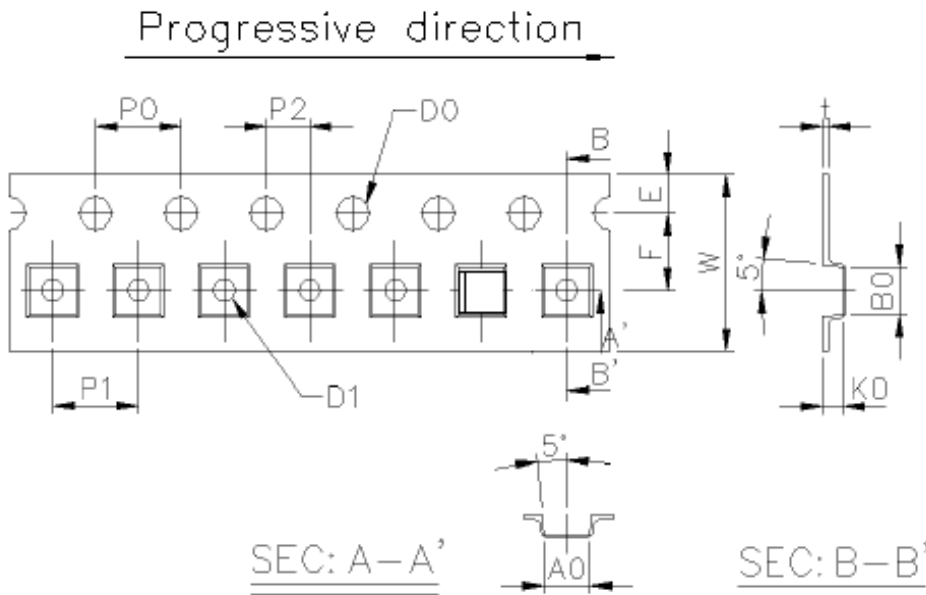 Progressive direction
P0
P2
D0
B
t
E
F
W
5°
B0
A'
P1
D1
B'
K0
5°
A0
SEC: A-A'
SEC: B-B'